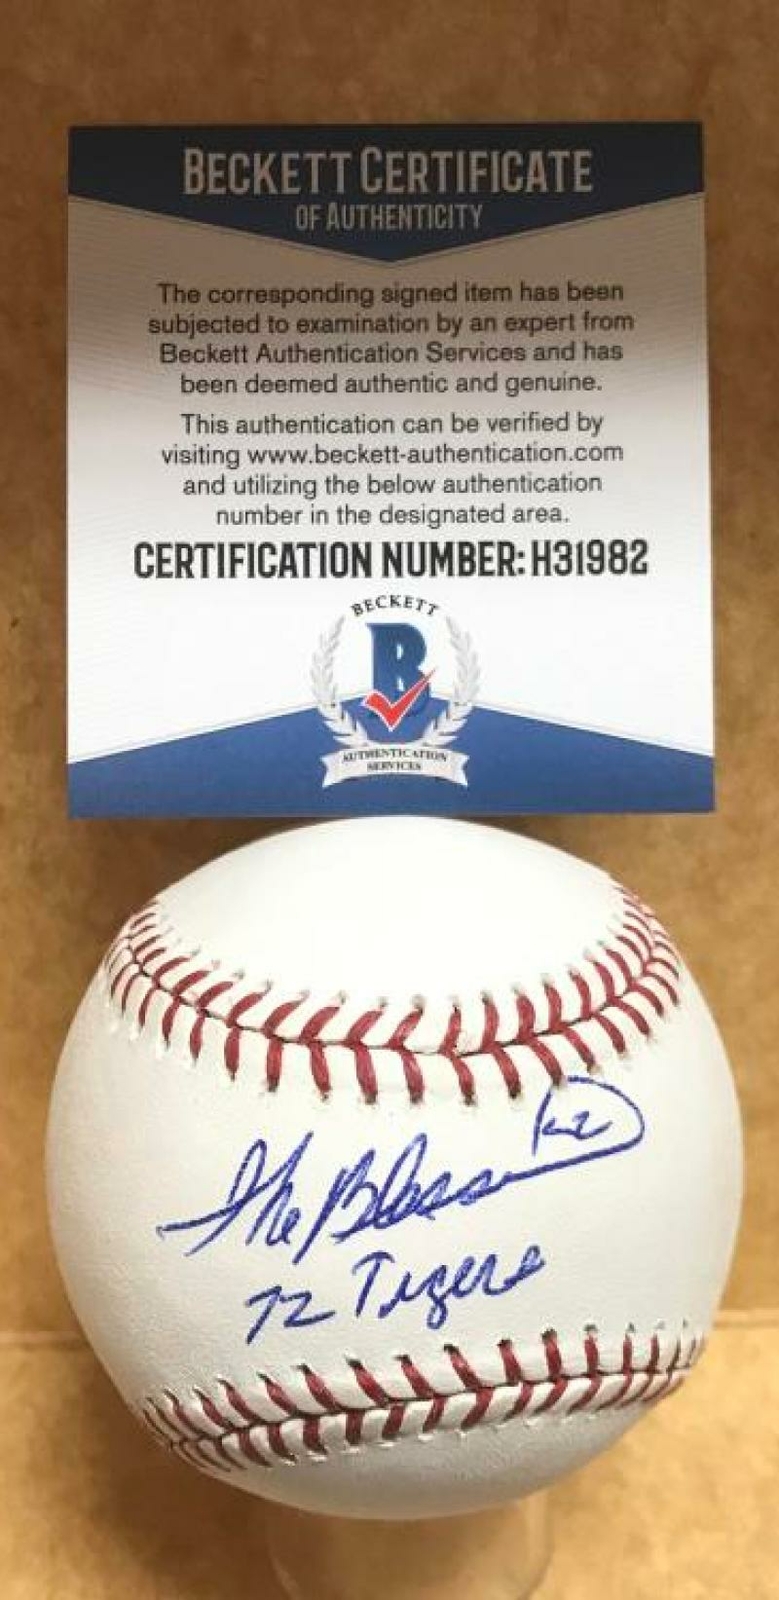 BECKETT CERTIFICATE
OF AUTHENTICITY
The corresponding signed item has been
subjected to examination by an expert from
Beckett Authentication Services and has
been deemed authentic and genuine.
This authentication can be verified by
visiting www.beckett-authentication.com
and utilizing the below authentication
number in the designated area.
CERTIFICATION NUMBER: H31982
BECKETT
B
AUTHENTICATION
SERVICES
72 Tigers